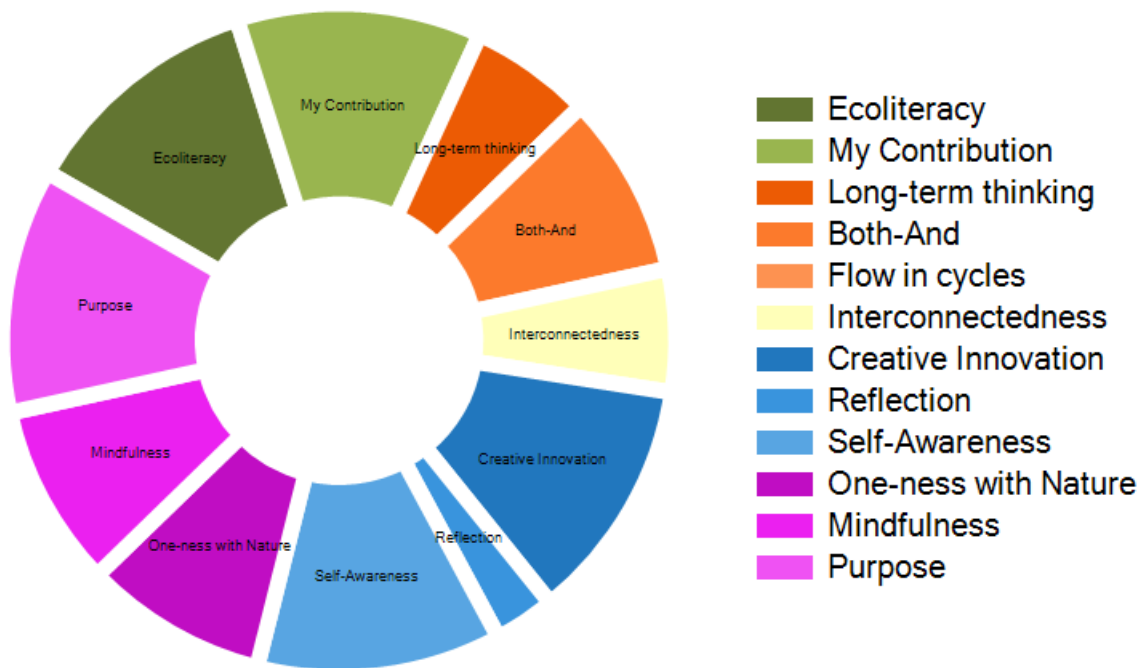 My Contribution
Long-term thinking
Ecoliteracy
Both-And
Purpose
Interconnectedness
Mindfulness
Creative Innovation
One-ness with Nature
Reflection
Self-Awareness
Ecoliteracy
My Contribution
Long-term thinking
Both-And
Flow in cycles
Interconnectedness
Creative Innovation
Reflection
Self-Awareness
One-ness with Nature
Mindfulness
Purpose